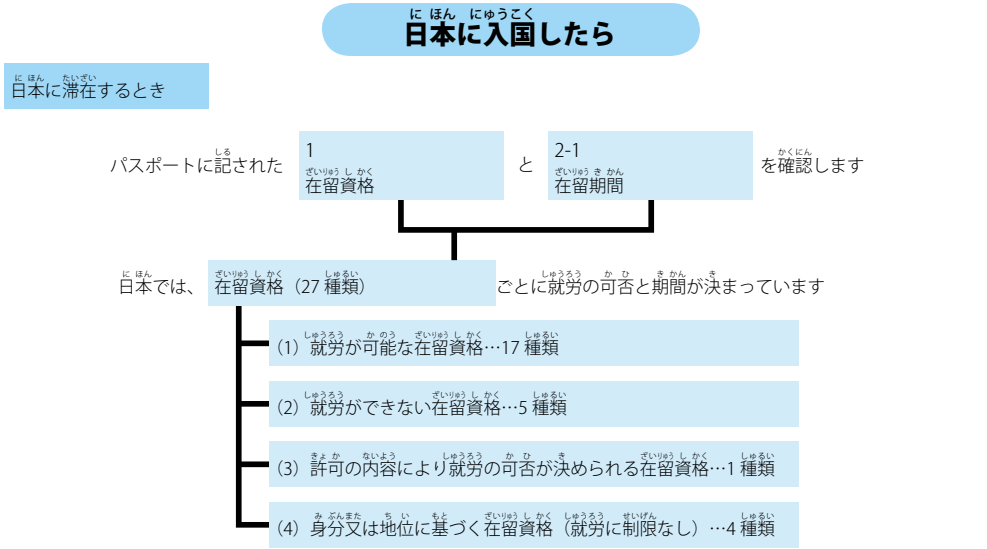 日本に入国したら
日本に滞在するとき
パスポートに記された 1 在留資格 と 2-1 在留期間 を確認します
日本では、在留資格（27 種類）ごとに就労の可否と期間が決まっています
（1）就労が可能な在留資格…17 種類
（2）就労ができない在留資格…5 種類
（3）許可の内容により就労の可否が決められる在留資格…1 種類
（4）身分又は地位に基づく在留資格（就労に制限なし）…4 種類